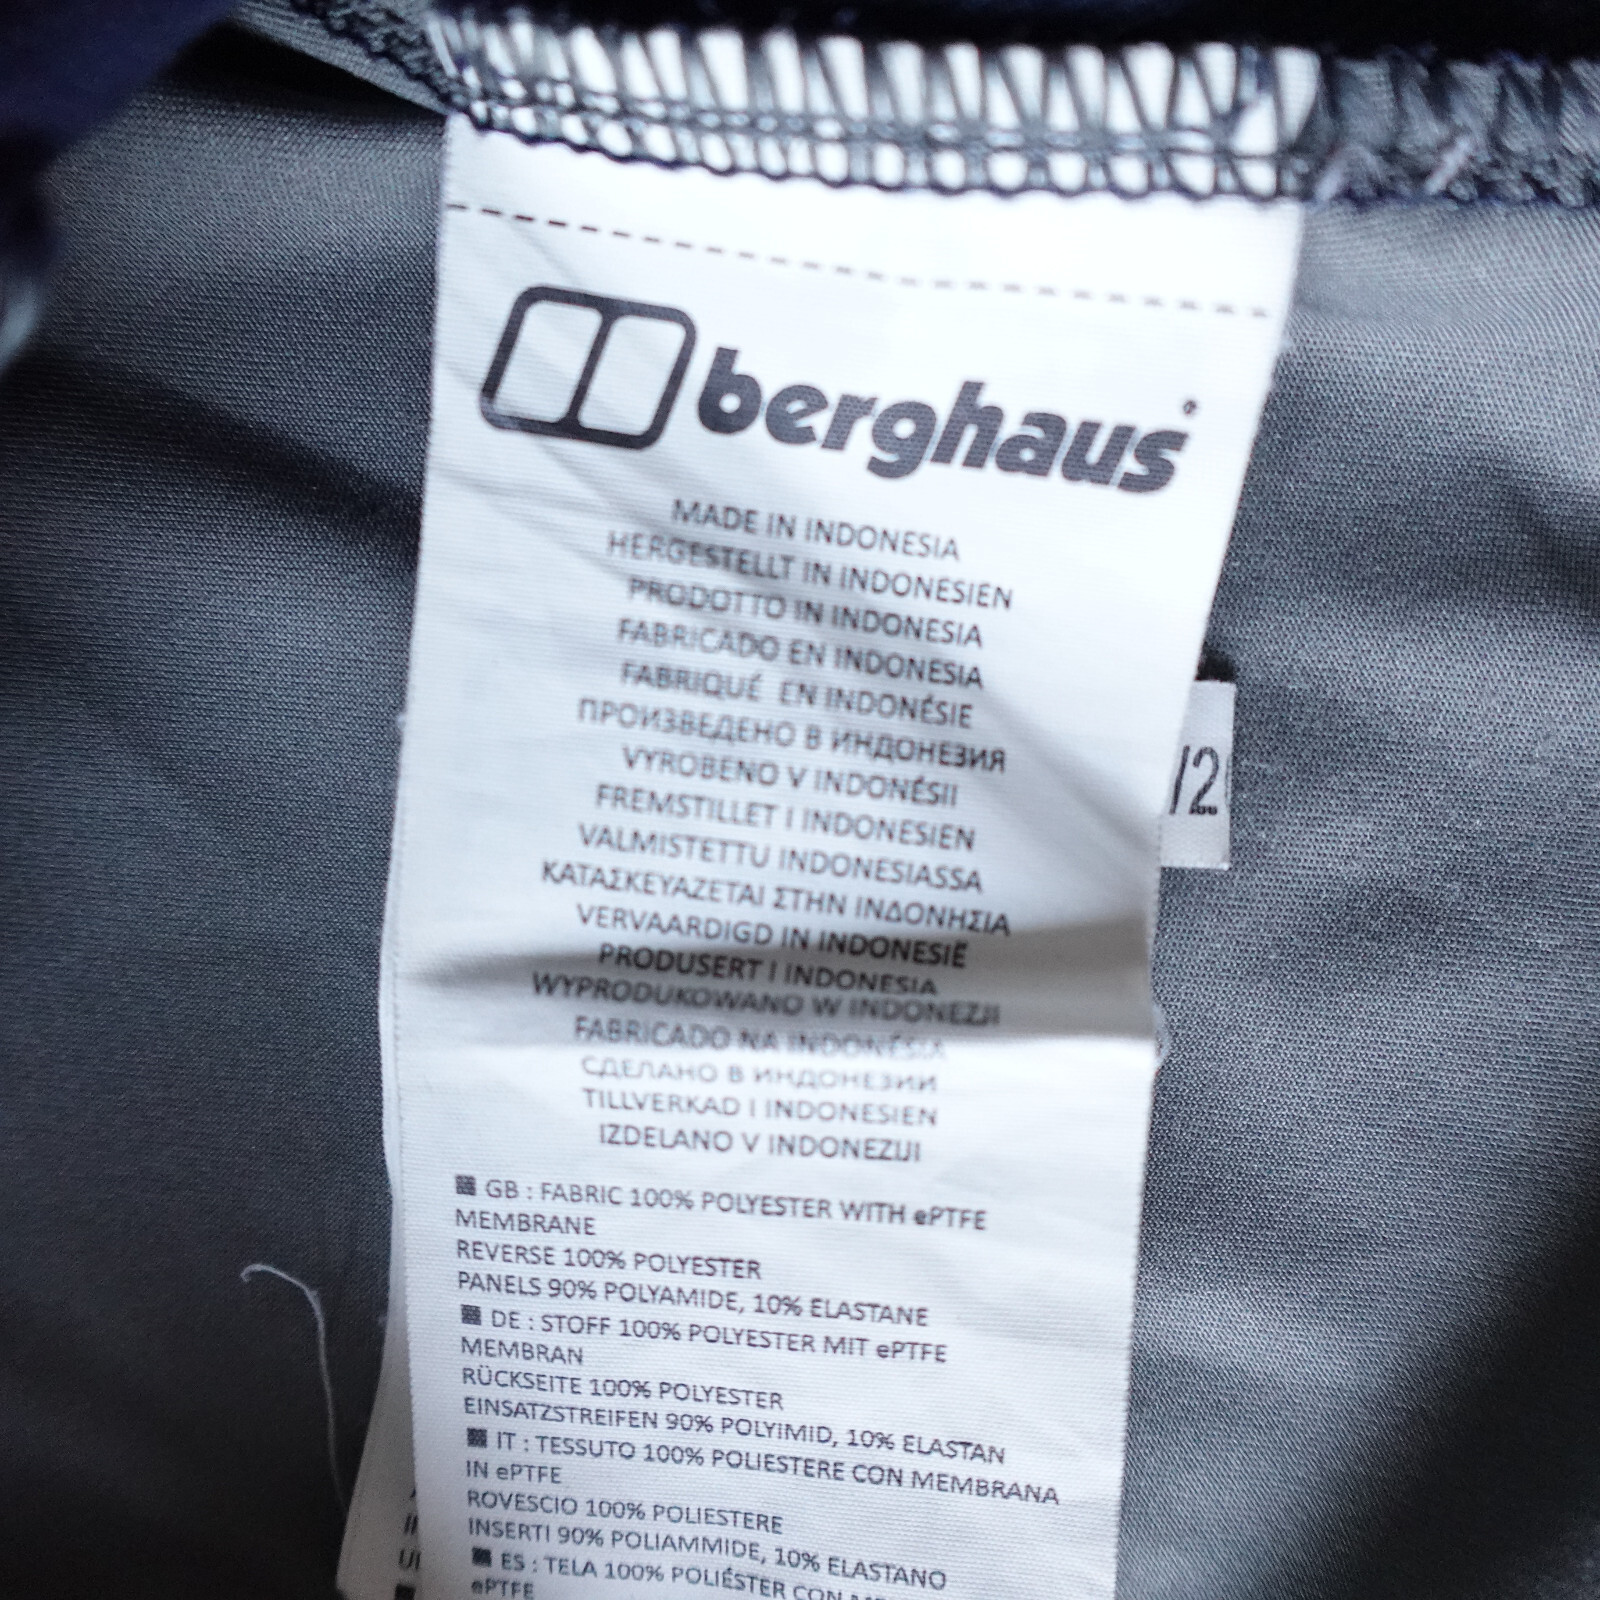 berghaus
MADE IN INDONESIA
HERGESTELLT IN INDONESIEN
PRODOTTO IN INDONESIA
FABRICADO EN INDONESIA
FABRIQUÉ EN INDONÉSIE
ПРОИЗВЕДЕНО В ИНДОНЕЗИЯ
VYROBENO V INDONÉSII
FREMSTILLET I INDONESIEN
VALMISTETTU INDONESIASSA
ΚΑΤΑΣΚΕΥΑΖΕΤΑΙ ΣΤΗΝ ΙΝΔΟΝΗΣΙΑ
VERVAARDIGD IN INDONESIË
PRODUSERT I INDONESIA
WYPRODUKOWANO W INDONEZJI
FABRICADO NA INDONÉSIA
СДЕЛАНО В ИНДОНЕЗИИ
TILLVERKAD I INDONESIEN
IZDELANO V INDONEZIJI
GB : FABRIC 100% POLYESTER WITH ePTFE
MEMBRANE
REVERSE 100% POLYESTER
PANELS 90% POLYAMIDE, 10% ELASTANE
DE : STOFF 100% POLYESTER MIT ePTFE
MEMBRAN
RÜCKSEITE 100% POLYESTER
EINSATZSTREIFEN 90% POLYIMID, 10% ELASTAN
IT : TESSUTO 100% POLIESTERE CON MEMBRANA
IN ePTFE
ROVESCIO 100% POLIESTERE
INSERTI 90% POLIAMMIDE, 10% ELASTANO
ES : TELA 100% POLIÉSTER CON
ePTFE
/2